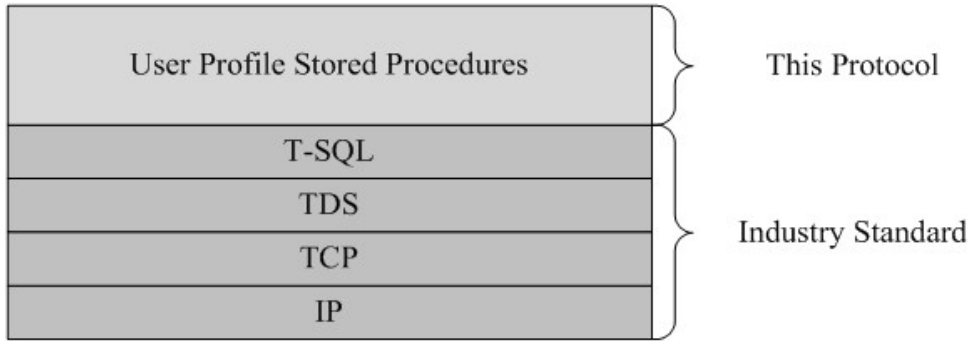 User Profile Stored Procedures
This Protocol
T-SQL
TDS
TCP
IP
Industry Standard